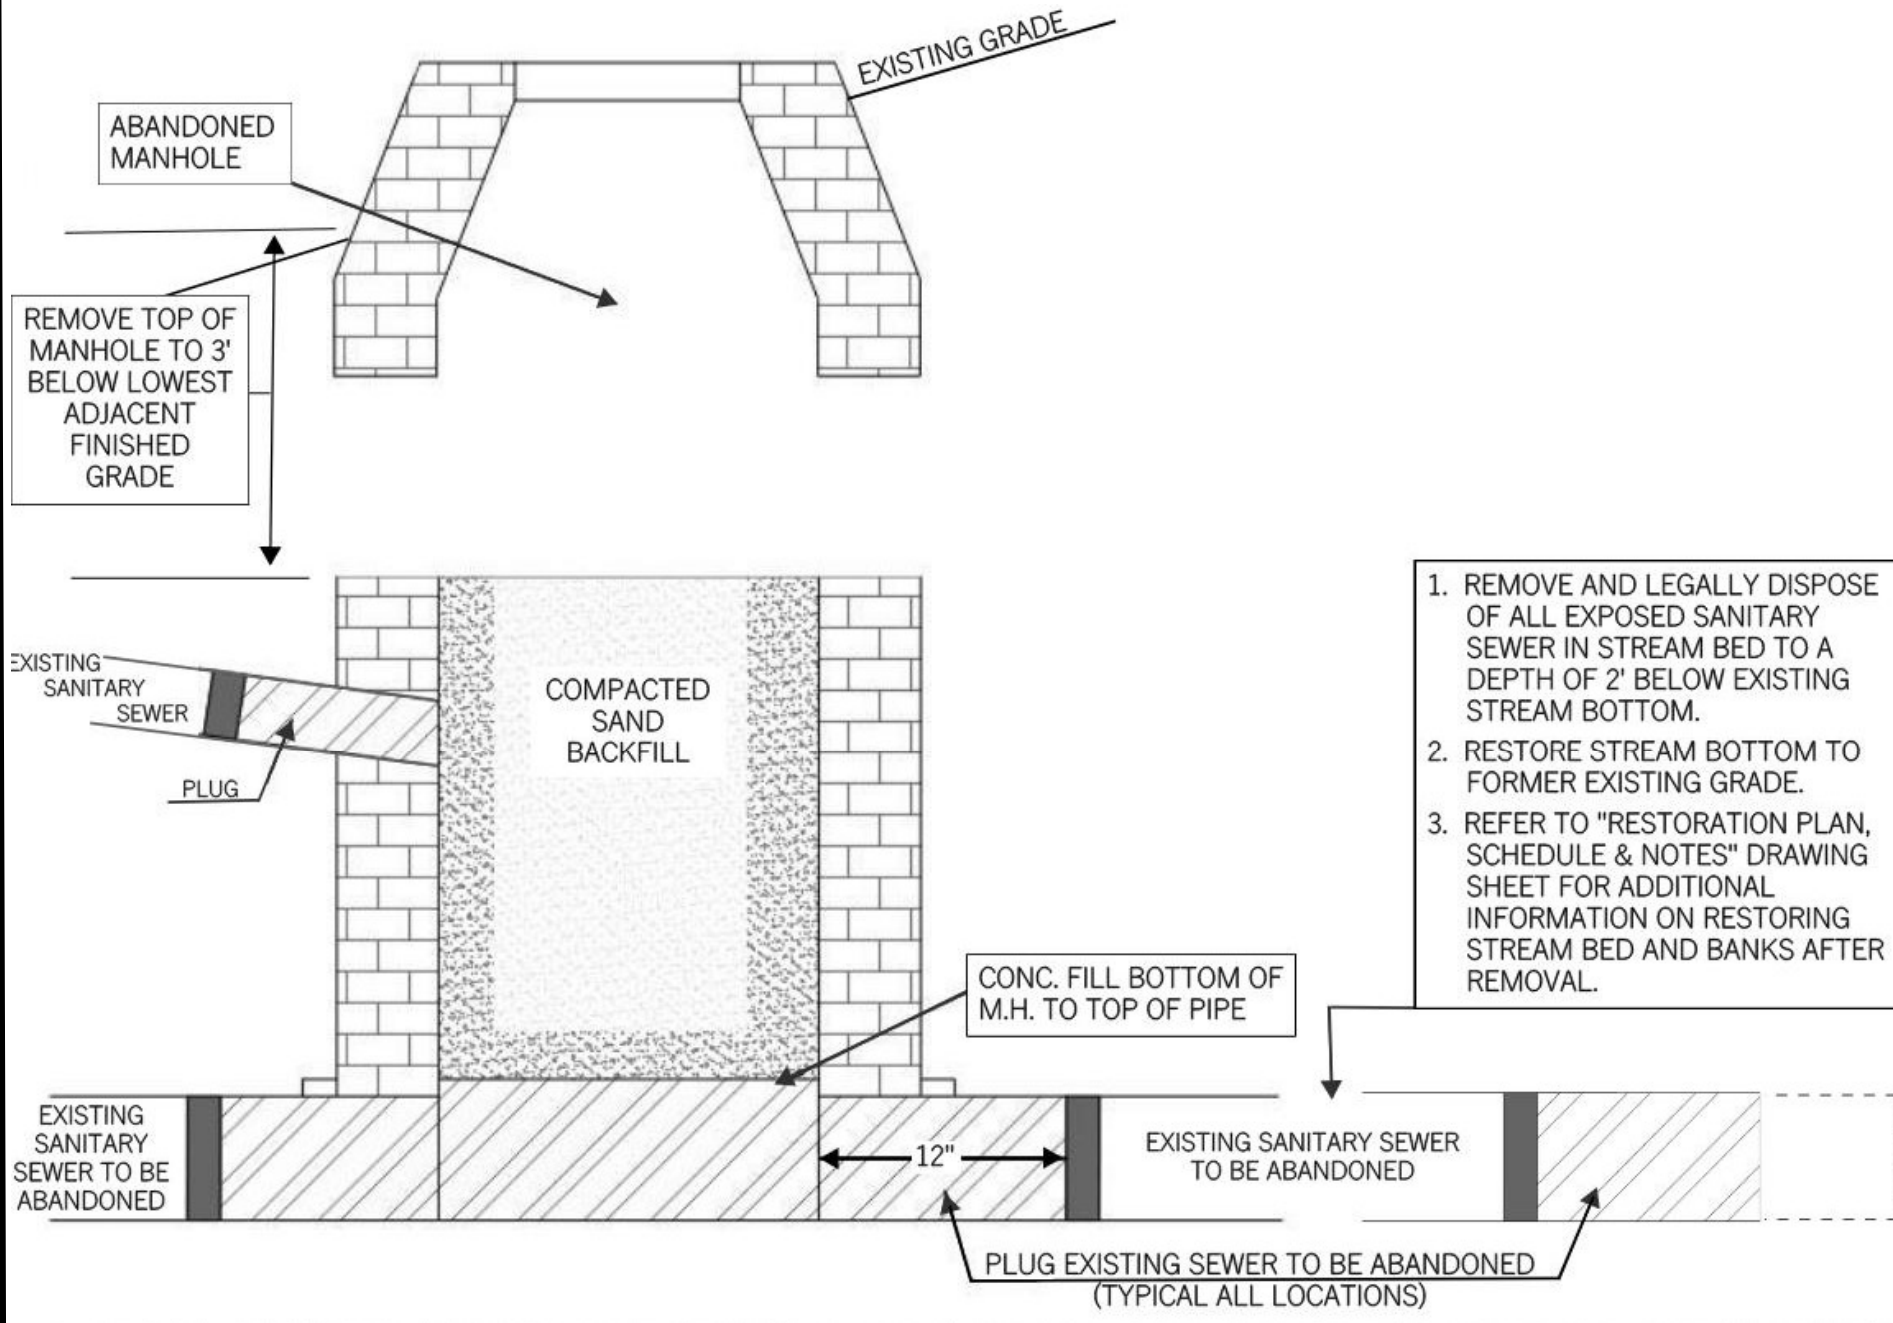 EXISTING GRADE
ABANDONED
MANHOLE
REMOVE TOP OF
MANHOLE TO 3'
BELOW LOWEST
ADJACENT
FINISHED
GRADE
EXISTING
SANITARY
SEWER
PLUG
COMPACTED
SAND
BACKFILL
1. REMOVE AND LEGALLY DISPOSE
OF ALL EXPOSED SANITARY
SEWER IN STREAM BED TO A
DEPTH OF 2' BELOW EXISTING
STREAM BOTTOM.
2. RESTORE STREAM BOTTOM TO
FORMER EXISTING GRADE.
3. REFER TO "RESTORATION PLAN,
SCHEDULE & NOTES" DRAWING
SHEET FOR ADDITIONAL
INFORMATION ON RESTORING
STREAM BED AND BANKS AFTER
REMOVAL.
CONC. FILL BOTTOM OF
M.H. TO TOP OF PIPE
EXISTING
SANITARY
SEWER TO BE
ABANDONED
12"
EXISTING SANITARY SEWER
TO BE ABANDONED
PLUG EXISTING SEWER TO BE ABANDONED
(TYPICAL ALL LOCATIONS)